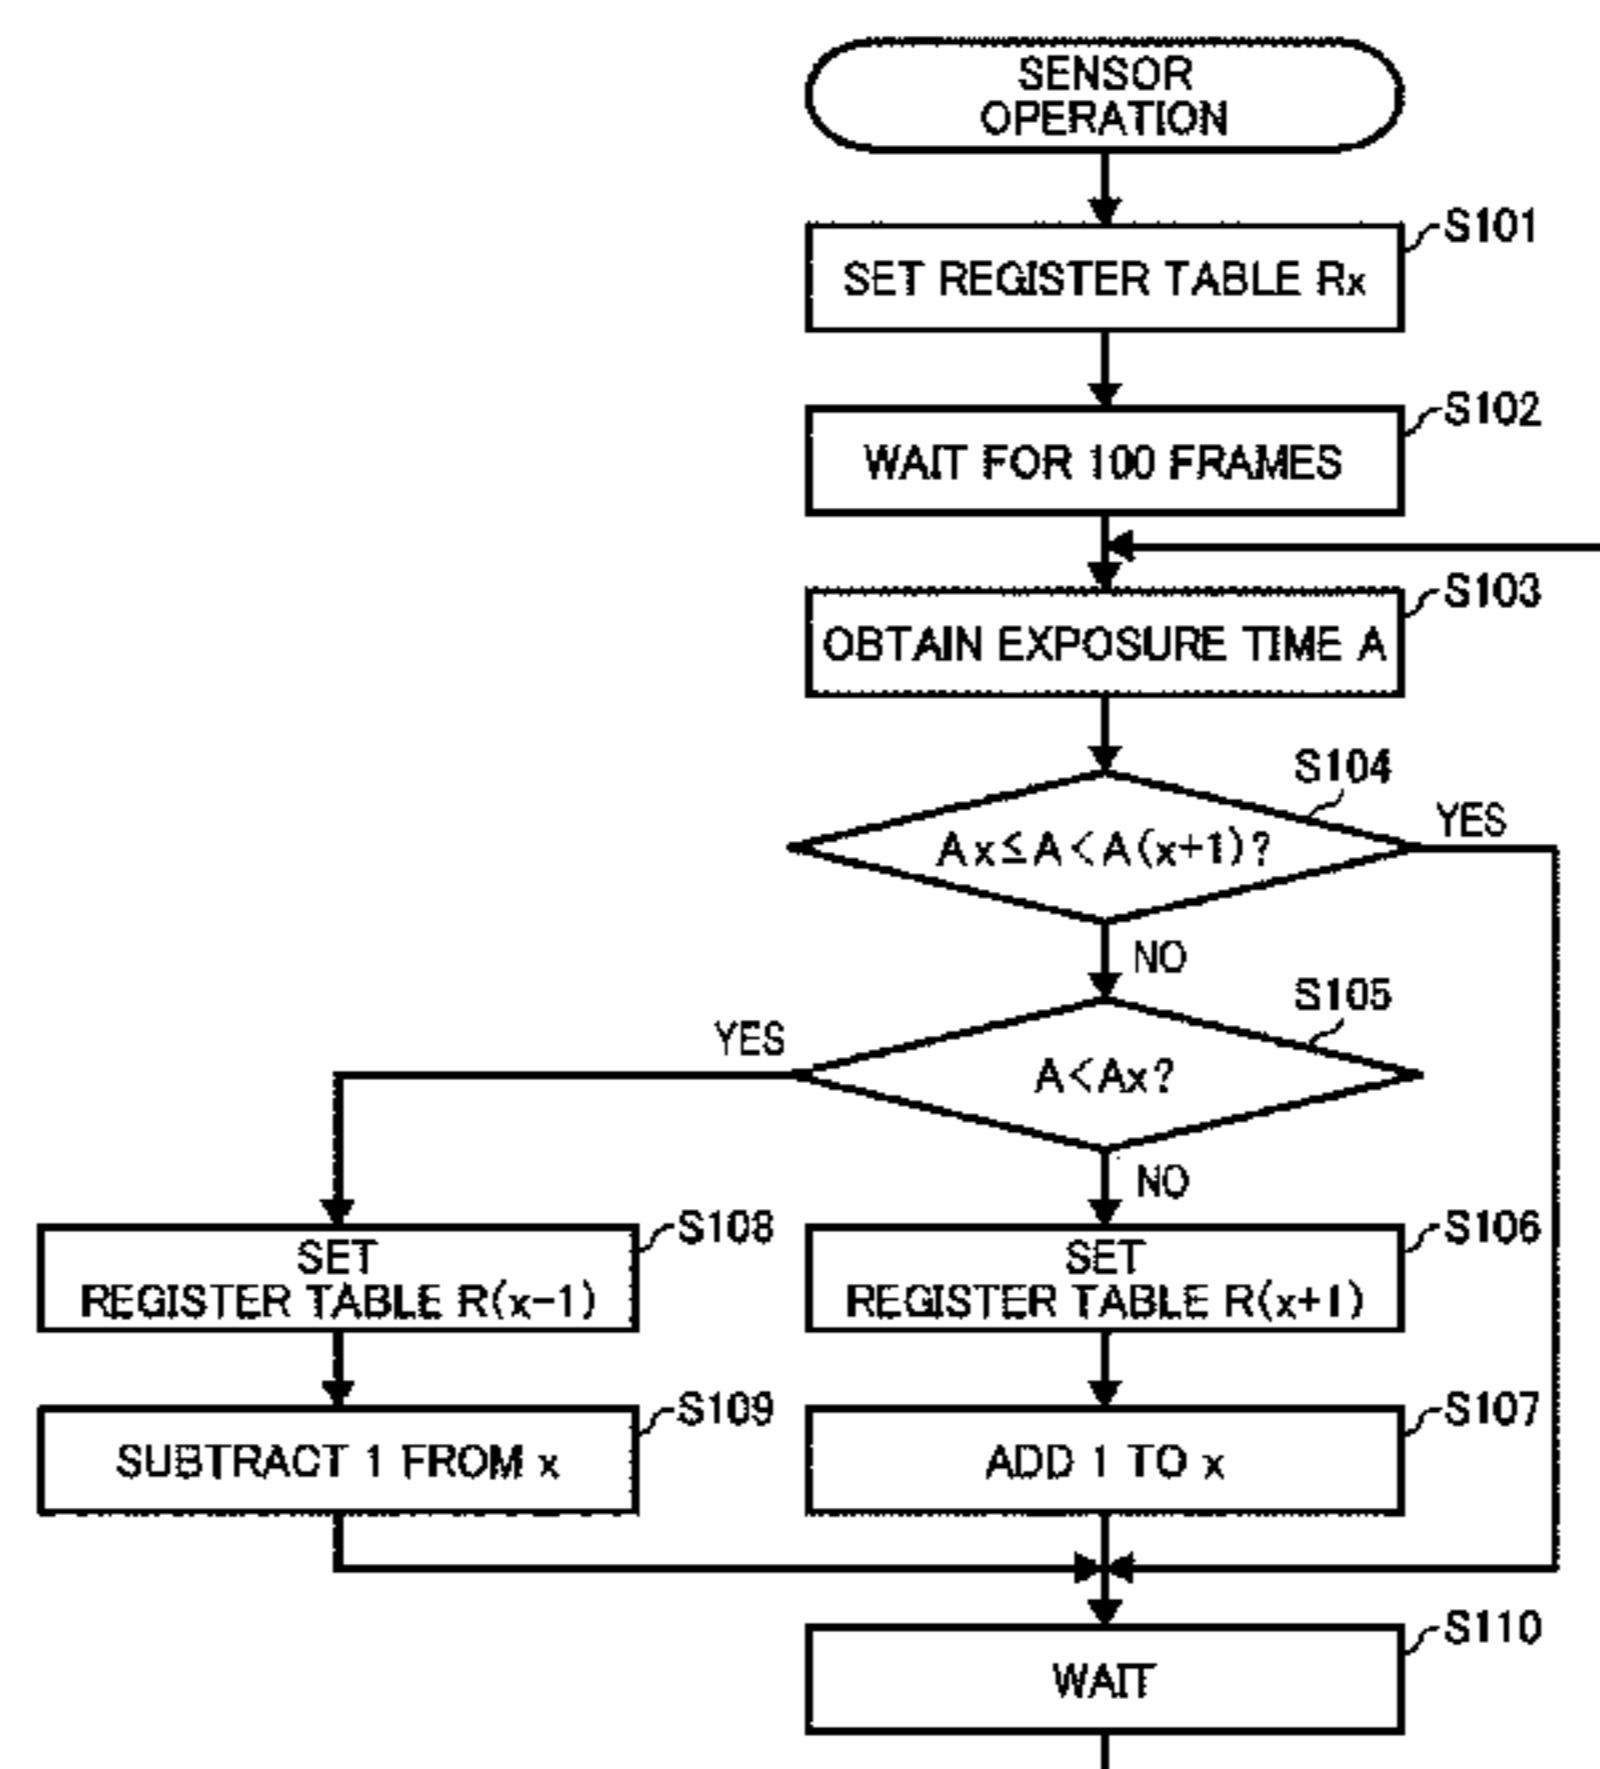 SENSOR
OPERATION
S101
SET REGISTER TABLE Rx
S102
WAIT FOR 100 FRAMES
S103
OBTAIN EXPOSURE TIME A
S104
Ax≤A<A(x+1)?
YES
NO
S105
A<Ax?
YES
NO
S108
SET
REGISTER TABLE R(x-1)
S106
SET
REGISTER TABLE R(x+1)
S109
SUBTRACT 1 FROM x
S107
ADD 1 TO x
S110
WAIT